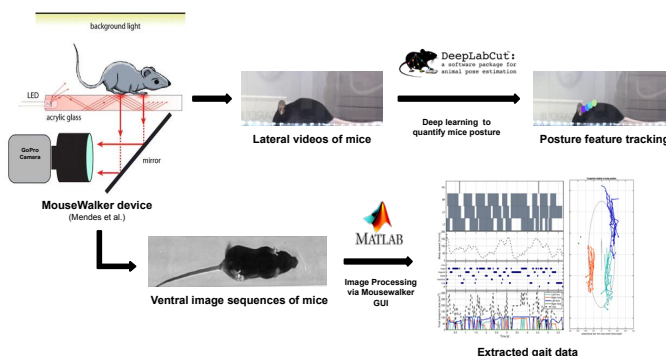 background light
LED
acrylic glass
GoPro
Camera
mirror
MouseWalker device
(Mendes et al.)
Lateral videos of mice
DeepLabCut:
a software package for
animal pose estimation
Deep learning to
quantify mice posture
Posture feature tracking
Ventral image sequences of mice
MATLAB
Image Processing
via Mousewalker
GUI
Extracted gait data